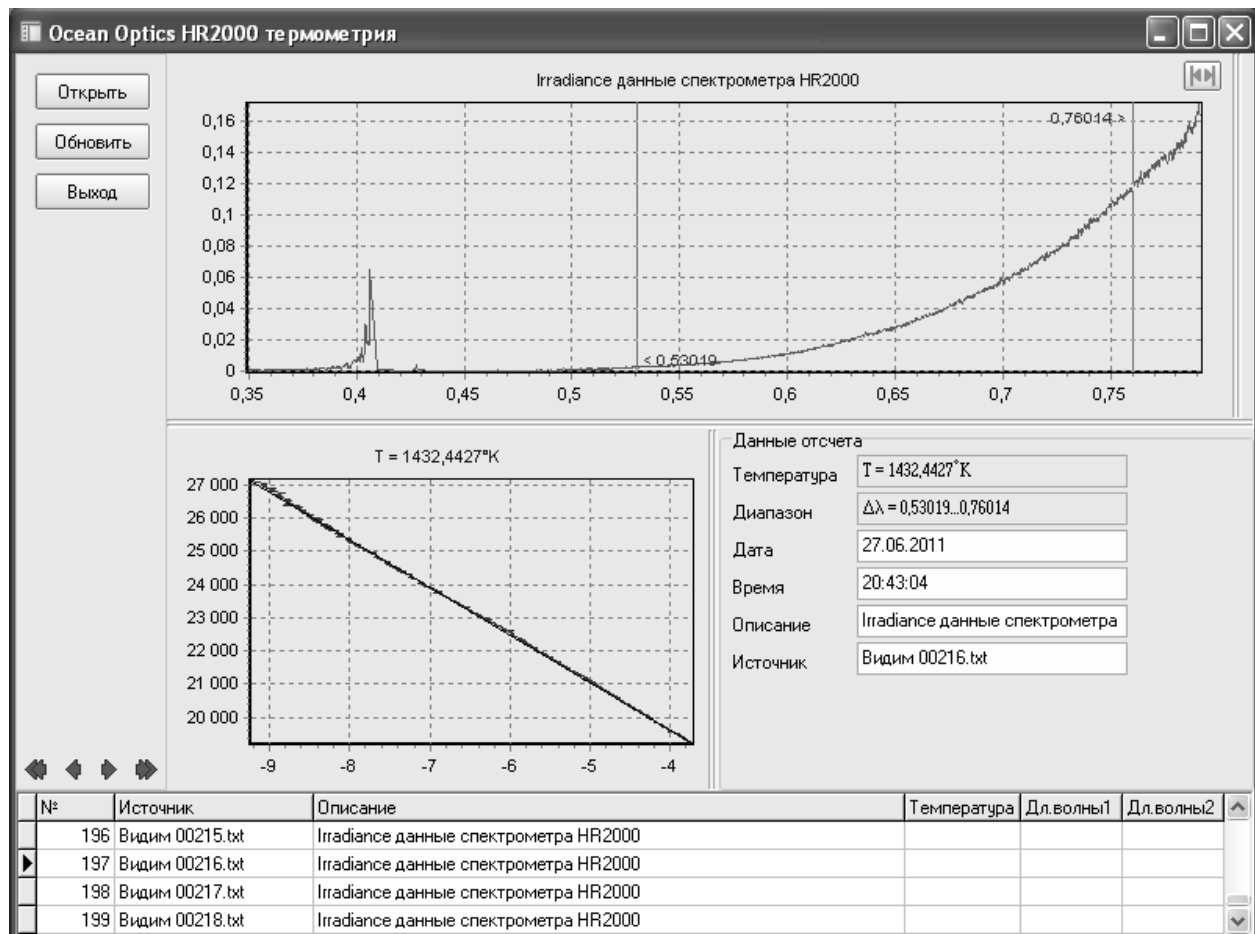 Ocean Optics HR2000 термометрия
Открыть
Обновить
Выход
Irradiance данные спектрометра HR2000
0,16
0,14
0,12
0,1
0,08
0,06
0,04
0,02
0
0,76014 >
< 0,53019
0,35 0,4 0,45 0,5 0,55 0,6 0,65 0,7 0,75
T = 1432,4427°K
27 000
26 000
25 000
24 000
23 000
22 000
21 000
20 000
-9 -8 -7 -6 -5 -4
Данные отсчета
Температура T = 1432,4427°K
Диапазон Δλ = 0,53019...0,76014
Дата 27.06.2011
Время 20:43:04
Описание Irradiance данные спектрометра
Источник Видим 00216.txt
№ Источник Описание Температура Дл.волны1 Дл.волны2
196 Видим 00215.txt Irradiance данные спектрометра HR2000
197 Видим 00216.txt Irradiance данные спектрометра HR2000
198 Видим 00217.txt Irradiance данные спектрометра HR2000
199 Видим 00218.txt Irradiance данные спектрометра HR2000